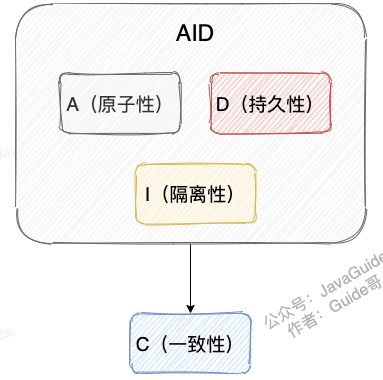 AID
A（原子性）
D（持久性）
I（隔离性）
C（一致性）
公众号：JavaGuide
作者：Guide哥